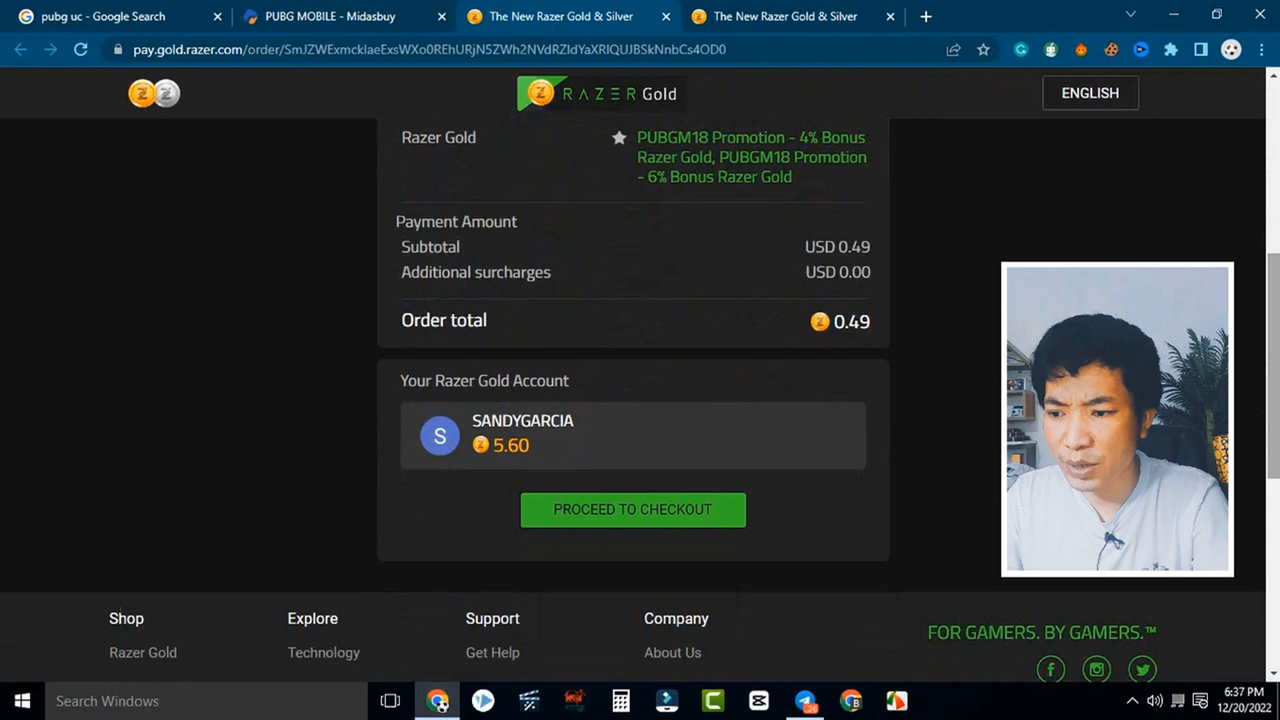 pubg uc - Google Search
PUBG MOBILE - Midasbuy
The New Razer Gold & Silver
The New Razer Gold & Silver
pay.gold.razer.com/order/SmJZWExmcklaeExsWXo0REhURjN5ZWh2NVdRZldYaXRIQUJBSkNnbCs4OD0
RAZER Gold
ENGLISH
Razer Gold
PUBGM18 Promotion - 4% Bonus
Razer Gold, PUBGM18 Promotion
- 6% Bonus Razer Gold
Payment Amount
Subtotal USD 0.49
Additional surcharges USD 0.00
Order total 0.49
Your Razer Gold Account
S
SANDYGARCIA
5.60
PROCEED TO CHECKOUT
Shop
Explore
Support
Company
FOR GAMERS. BY GAMERS.™
Razer Gold
Technology
Get Help
About Us
Search Windows
26
6:37 PM
12/20/2022